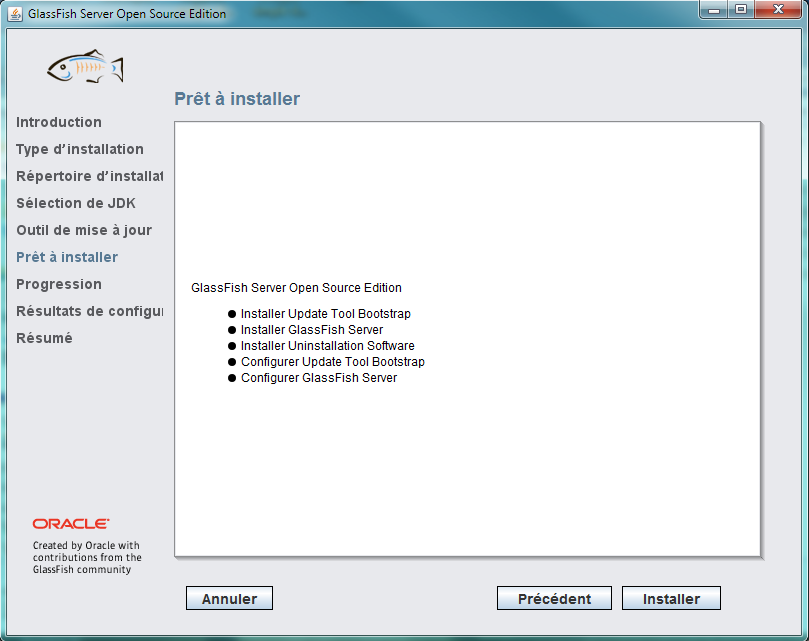 GlassFish Server Open Source Edition
Prêt à installer
Introduction
Type d’installation
Répertoire d’installat
Sélection de JDK
Outil de mise à jour
Prêt à installer
Progression
Résultats de configur
Résumé
GlassFish Server Open Source Edition
Installer Update Tool Bootstrap
Installer GlassFish Server
Installer Uninstallation Software
Configurer Update Tool Bootstrap
Configurer GlassFish Server
ORACLE
Created by Oracle with
contributions from the
GlassFish community
Annuler
Précédent
Installer